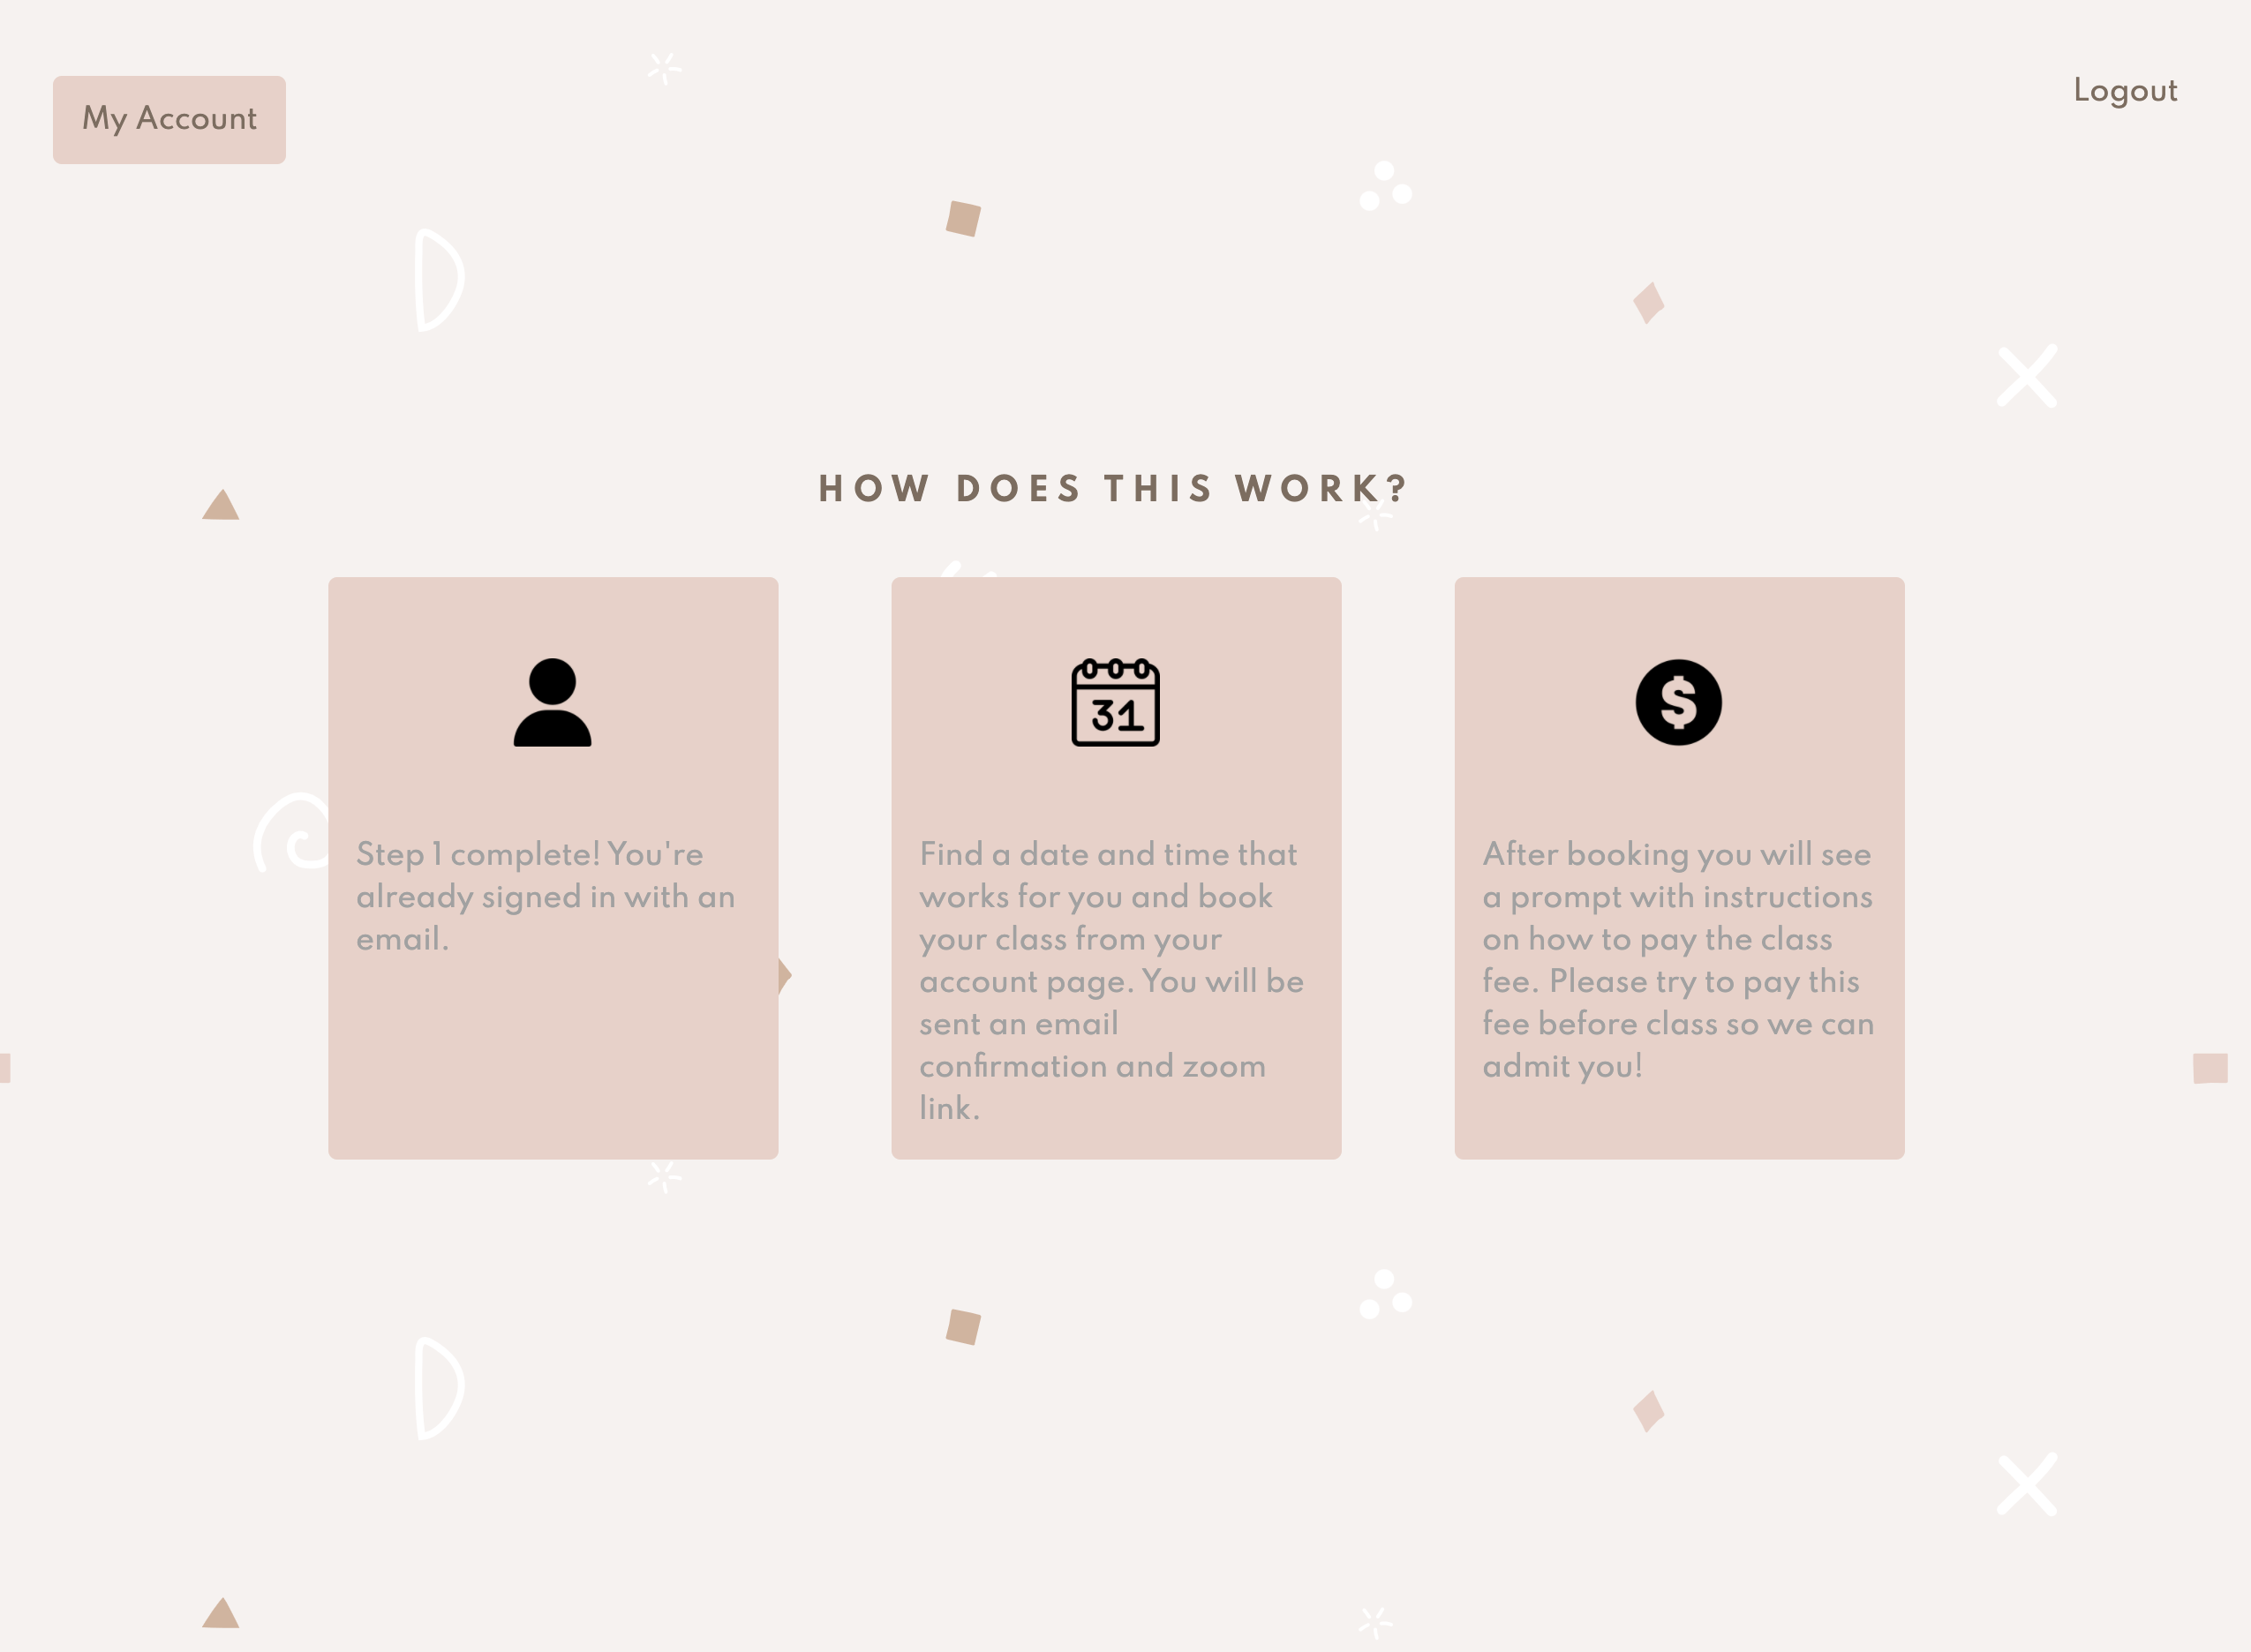 My Account
Logout
HOW DOES THIS WORK?
31
Step 1 complete! You're
already signed in with an
email.
Find a date and time that
works for you and book
your class from your
account page. You will be
sent an email
confirmation and zoom
link.
$
After booking you will see
a prompt with instructions
on how to pay the class
fee. Please try to pay this
fee before class so we can
admit you!